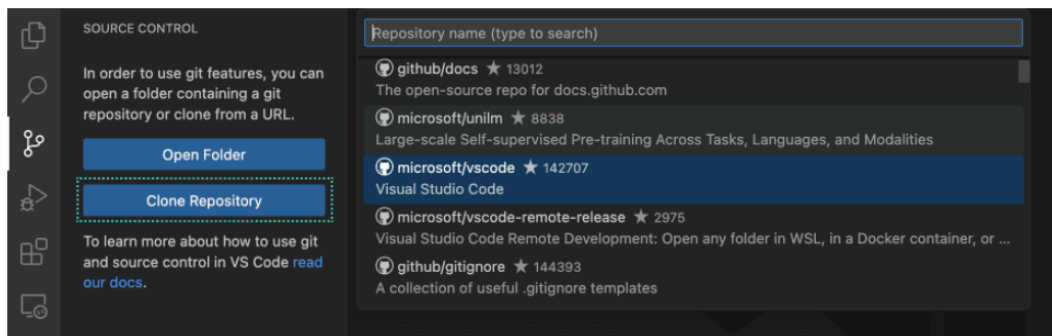 SOURCE CONTROL
In order to use git features, you can
open a folder containing a git
repository or clone from a URL.
Open Folder
Clone Repository
To learn more about how to use git
and source control in VS Code read
our docs.
Repository name (type to search)
github/docs ★ 13012
The open-source repo for docs.github.com
microsoft/unilm ★ 8838
Large-scale Self-supervised Pre-training Across Tasks, Languages, and Modalities
microsoft/vscode ★ 142707
Visual Studio Code
microsoft/vscode-remote-release ★ 2975
Visual Studio Code Remote Development: Open any folder in WSL, in a Docker container, or ...
github/gitignore ★ 144393
A collection of useful .gitignore templates